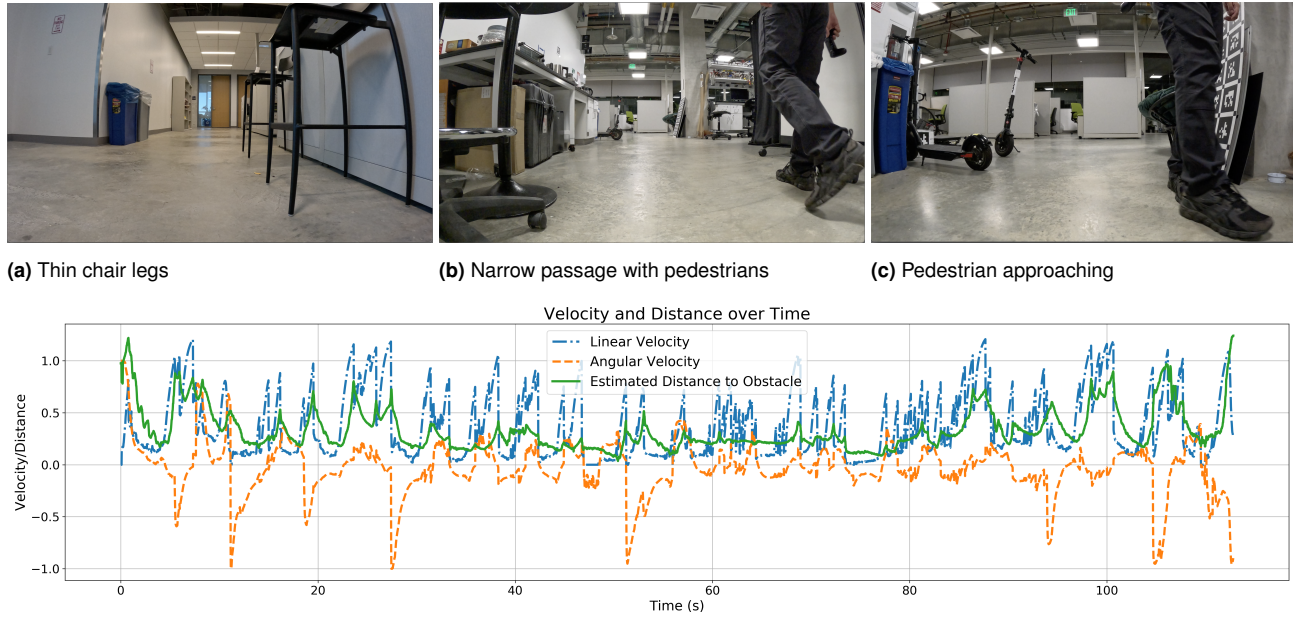 (a) Thin chair legs
(b) Narrow passage with pedestrians
(c) Pedestrian approaching
Velocity and Distance over Time
Linear Velocity
Angular Velocity
Estimated Distance to Obstacle
Velocity/Distance
1.0
0.5
0.0
−0.5
−1.0
0 20 40 60 80 100
Time (s)